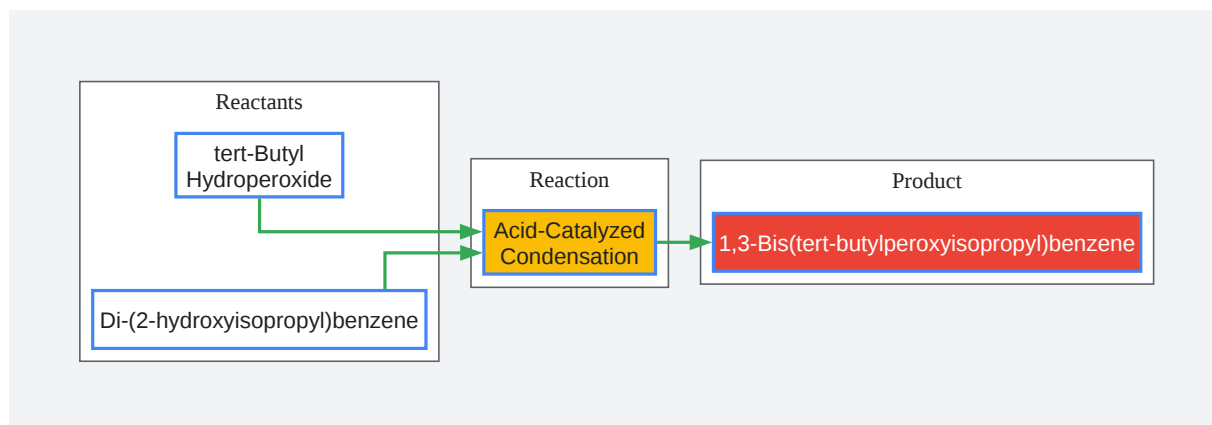 Reactants
tert-Butyl
Hydroperoxide
Di-(2-hydroxyisopropyl)benzene
Reaction
Acid-Catalyzed
Condensation
Product
1,3-Bis(tert-butylperoxyisopropyl)benzene